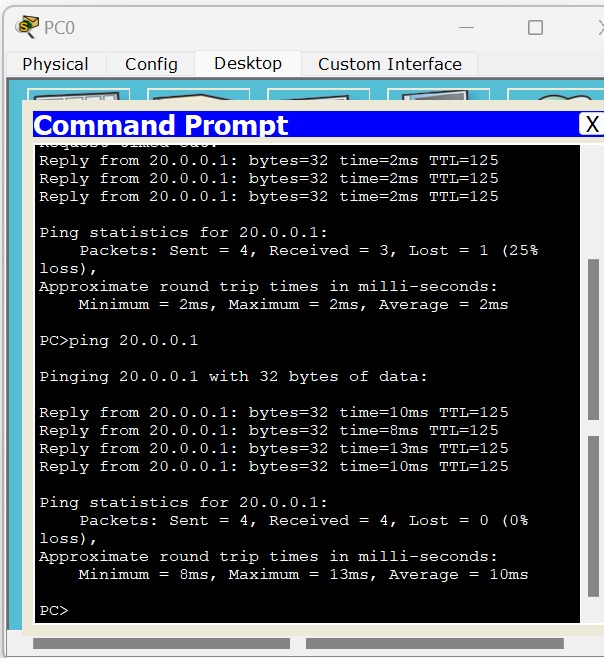 PC0
Physical Config Desktop Custom Interface
Command Prompt
X
Request timed out.
Reply from 20.0.0.1: bytes=32 time=2ms TTL=125
Reply from 20.0.0.1: bytes=32 time=2ms TTL=125
Reply from 20.0.0.1: bytes=32 time=2ms TTL=125
Ping statistics for 20.0.0.1:
Packets: Sent = 4, Received = 3, Lost = 1 (25%
loss),
Approximate round trip times in milli-seconds:
Minimum = 2ms, Maximum = 2ms, Average = 2ms
PC>ping 20.0.0.1
Pinging 20.0.0.1 with 32 bytes of data:
Reply from 20.0.0.1: bytes=32 time=10ms TTL=125
Reply from 20.0.0.1: bytes=32 time=8ms TTL=125
Reply from 20.0.0.1: bytes=32 time=13ms TTL=125
Reply from 20.0.0.1: bytes=32 time=10ms TTL=125
Ping statistics for 20.0.0.1:
Packets: Sent = 4, Received = 4, Lost = 0 (0%
loss),
Approximate round trip times in milli-seconds:
Minimum = 8ms, Maximum = 13ms, Average = 10ms
PC>